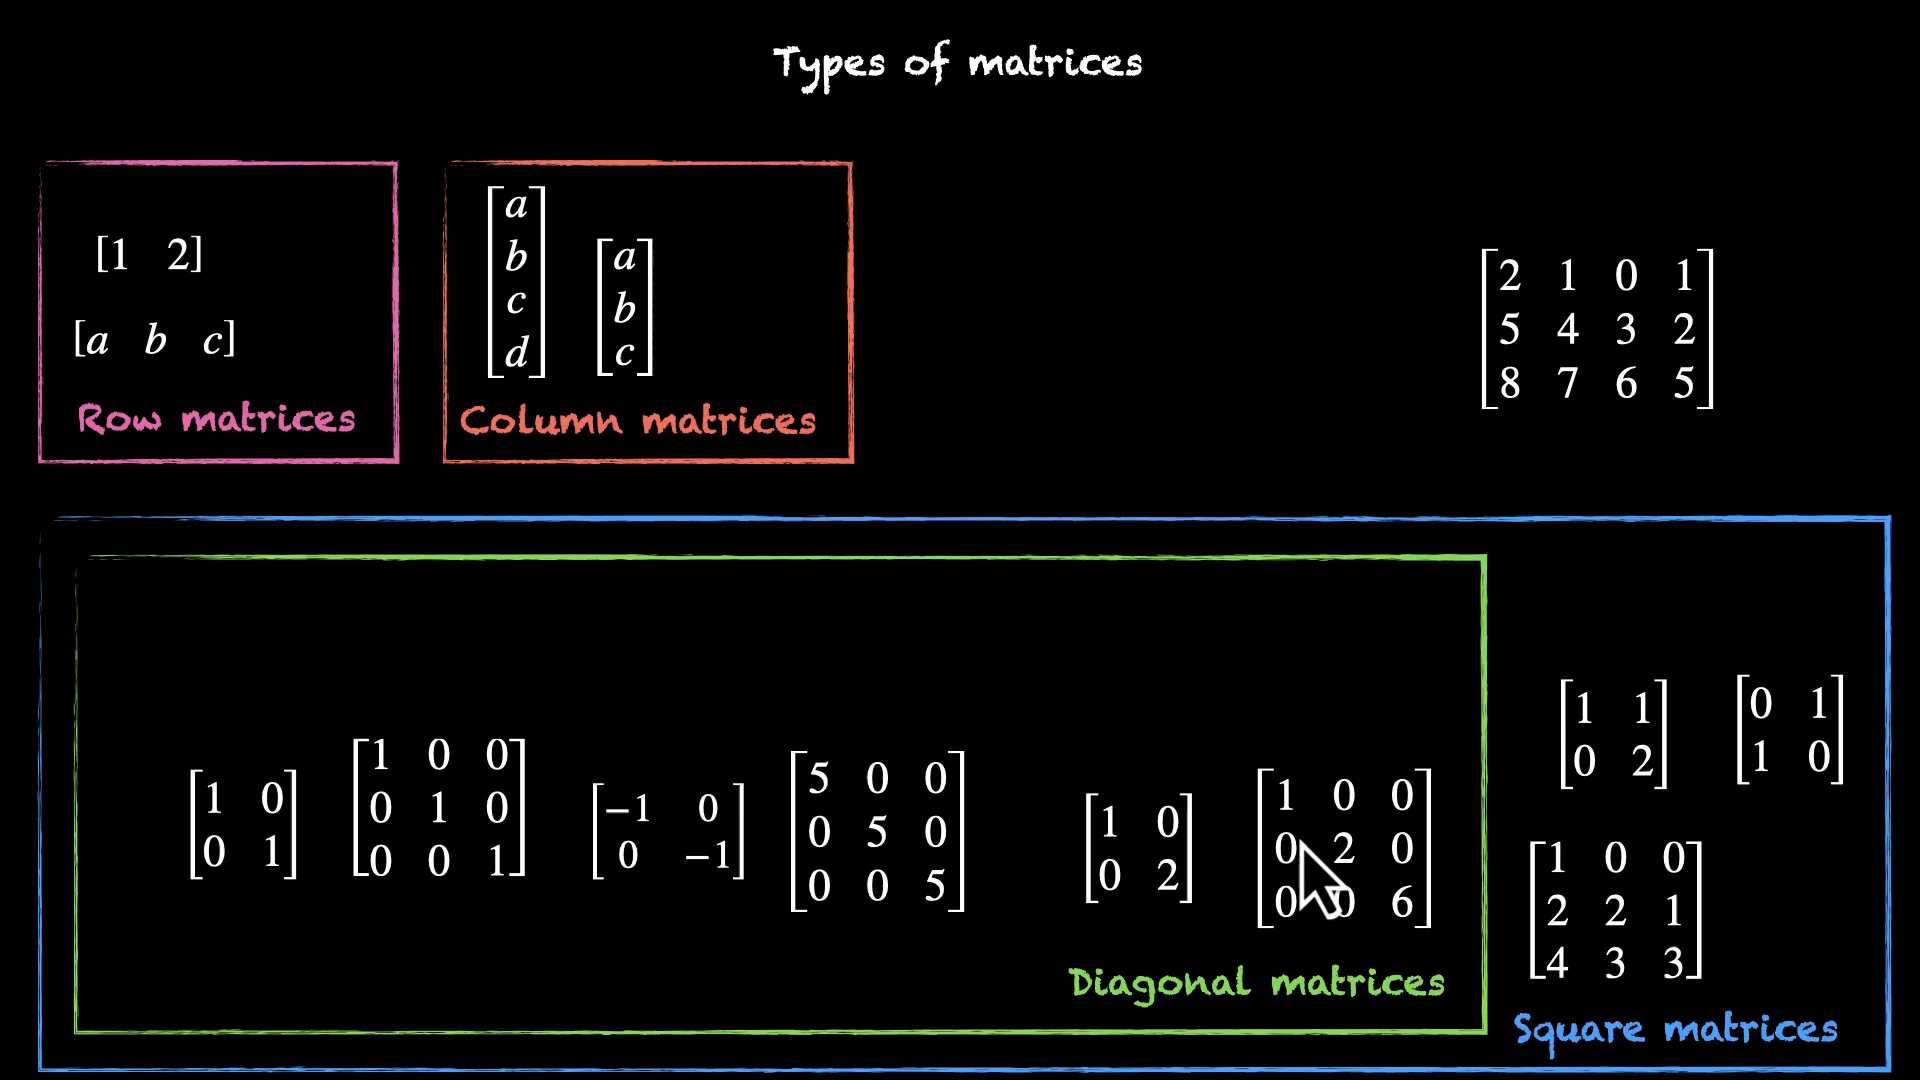 Types of matrices
[1 2]
[a b c]
Row matrices
a
b
c
d
a
b
c
Column matrices
2 1 0 1
5 4 3 2
8 7 6 5
1 0
0 1
1 0 0
0 1 0
0 0 1
−1 0
0 −1
5 0 0
0 5 0
0 0 5
1 0
0 2
1 0 0
0 2 0
0 0 6
Diagonal matrices
1 1
0 2
0 1
1 0
1 0 0
2 2 1
4 3 3
Square matrices